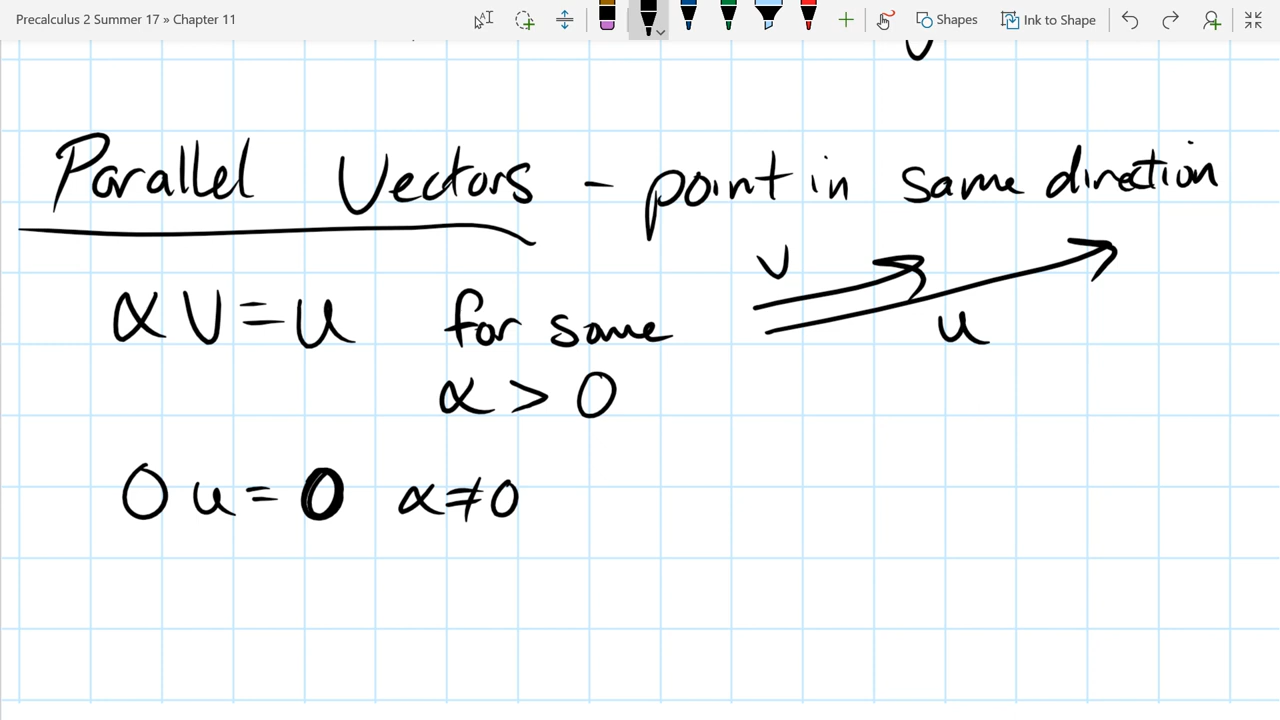 Precalculus 2 Summer 17 » Chapter 11
Shapes
Ink to Shape
Parallel Vectors - point in same direction
v
u
αv=u for some
α > 0
0u=0 α≠0